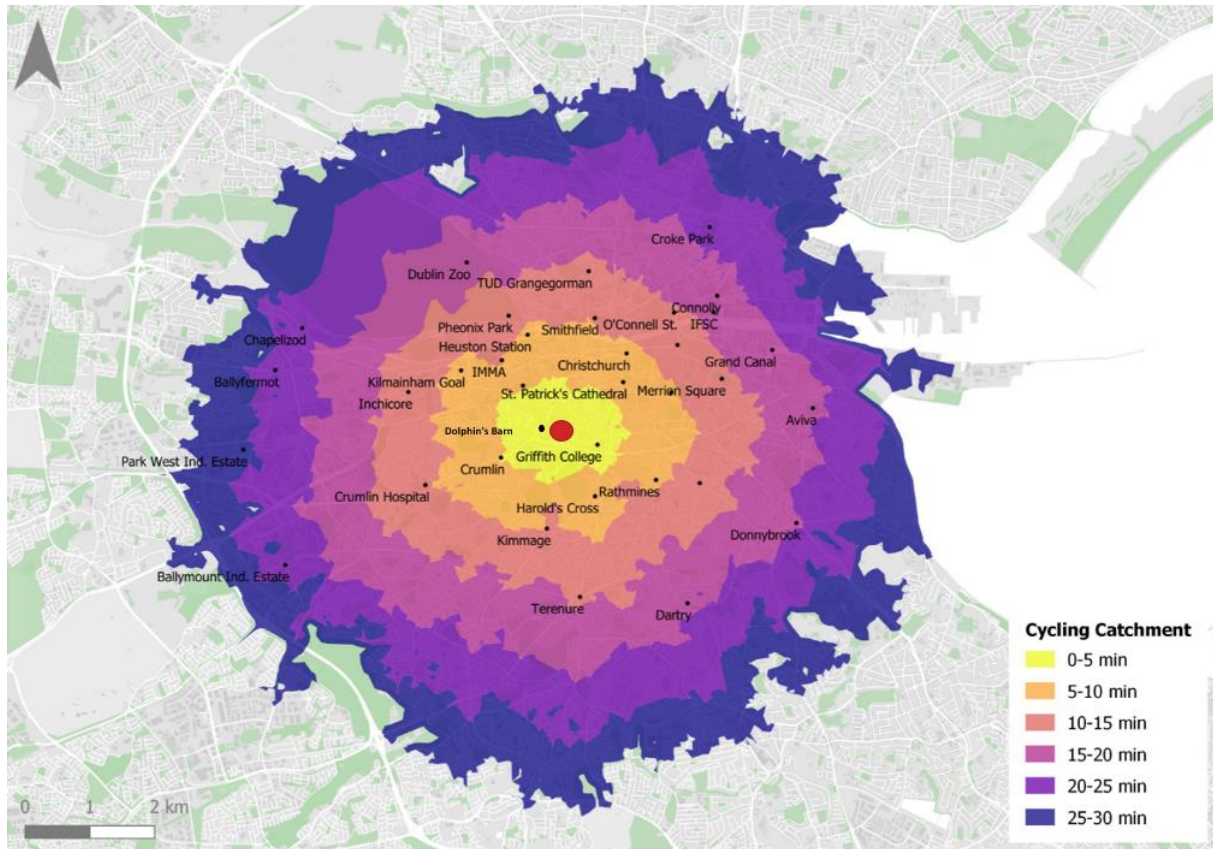 Croke Park
Dublin Zoo
TUD Grangegorman
Connolly
Pheonix Park
Smithfield
O'Connell St.
IFSC
Chapelizod
Heuston Station
Christchurch
Grand Canal
Ballyfermot
Kilmainham Goal
IMMA
St. Patrick's Cathedral
Merrion Square
Inchicore
Aviva
Dolphin's Barn
Park West Ind. Estate
Griffith College
Crumlin
Crumlin Hospital
Rathmines
Harold's Cross
Kimmage
Donnybrook
Ballymount Ind. Estate
Terenure
Dartry
Cycling Catchment
0-5 min
5-10 min
10-15 min
15-20 min
20-25 min
25-30 min
0 1 2 km